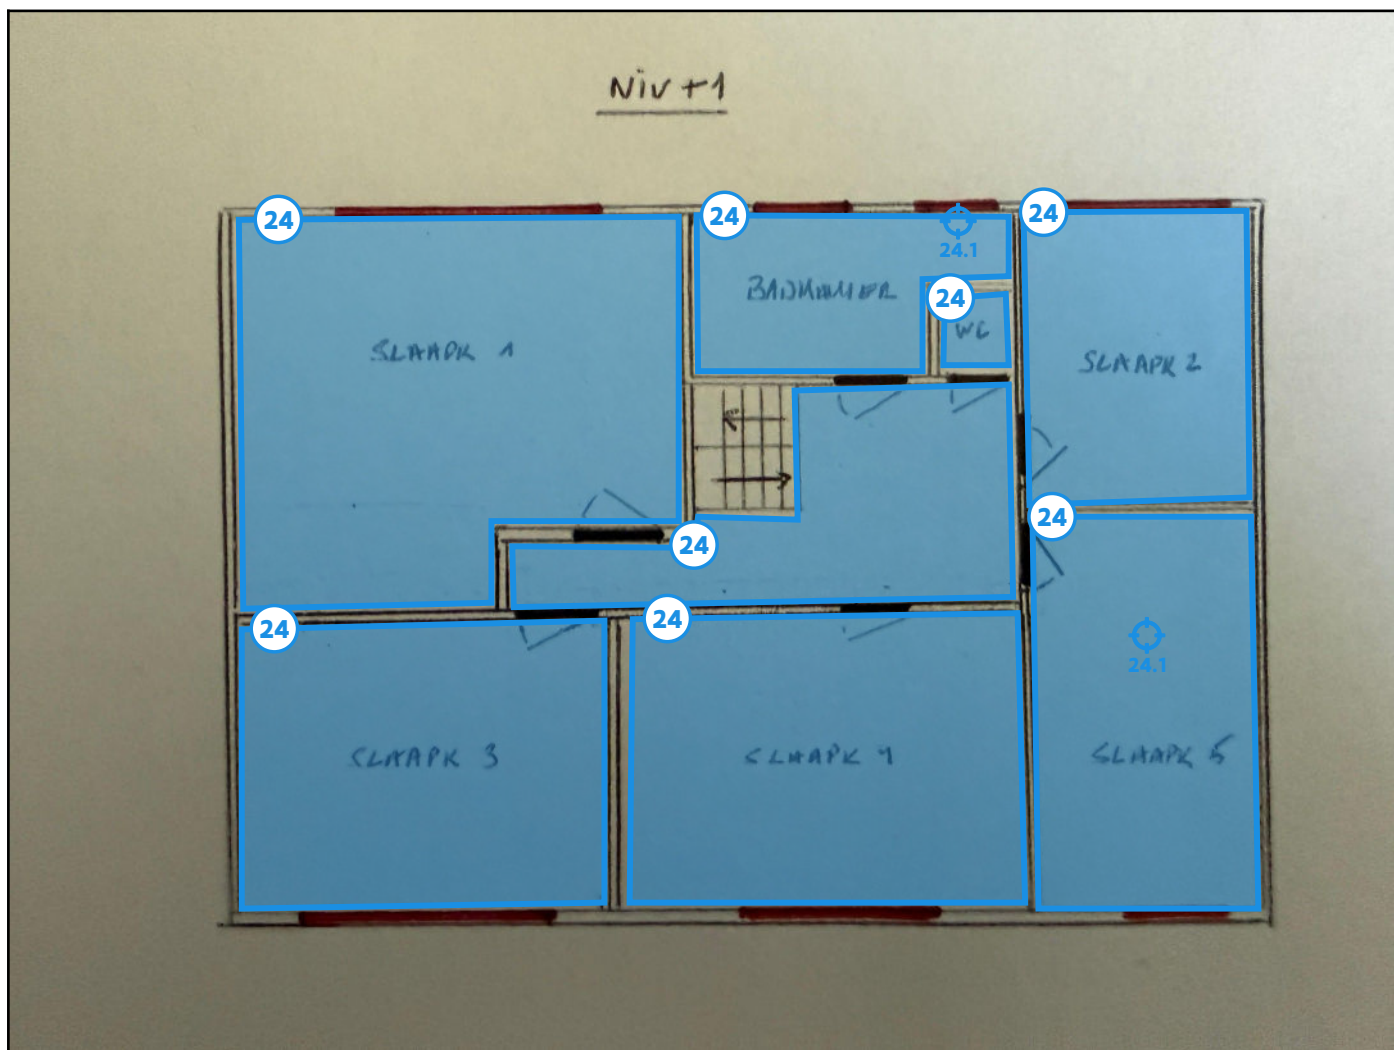 Niv +1
24
24
24
24.1
BADKAMER
24
WC
SLAAPK 1
SLAAPK 2
24
24
24
24
24.1
SLAAPK 3
SLAAPK 4
SLAAPK 5